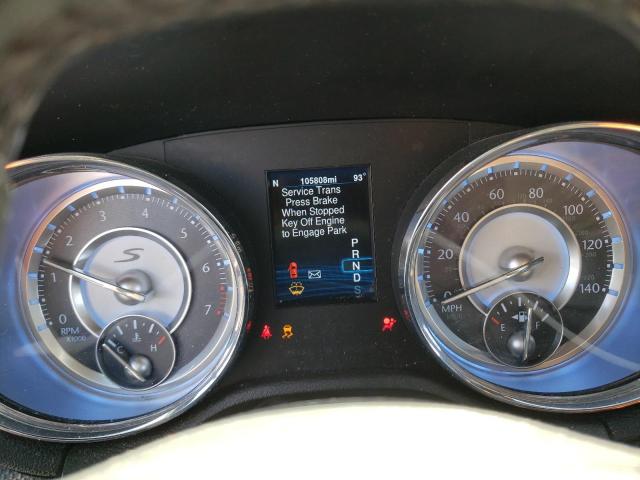 N 105808mi 93°
Service Trans
Press Brake
When Stopped
Key Off Engine
to Engage Park
P
R
N
D
S
0 1 2 3 4 5 6 7
S
RPM
X1000
C H
0 20 40 60 80 100 120 140
MPH
E F